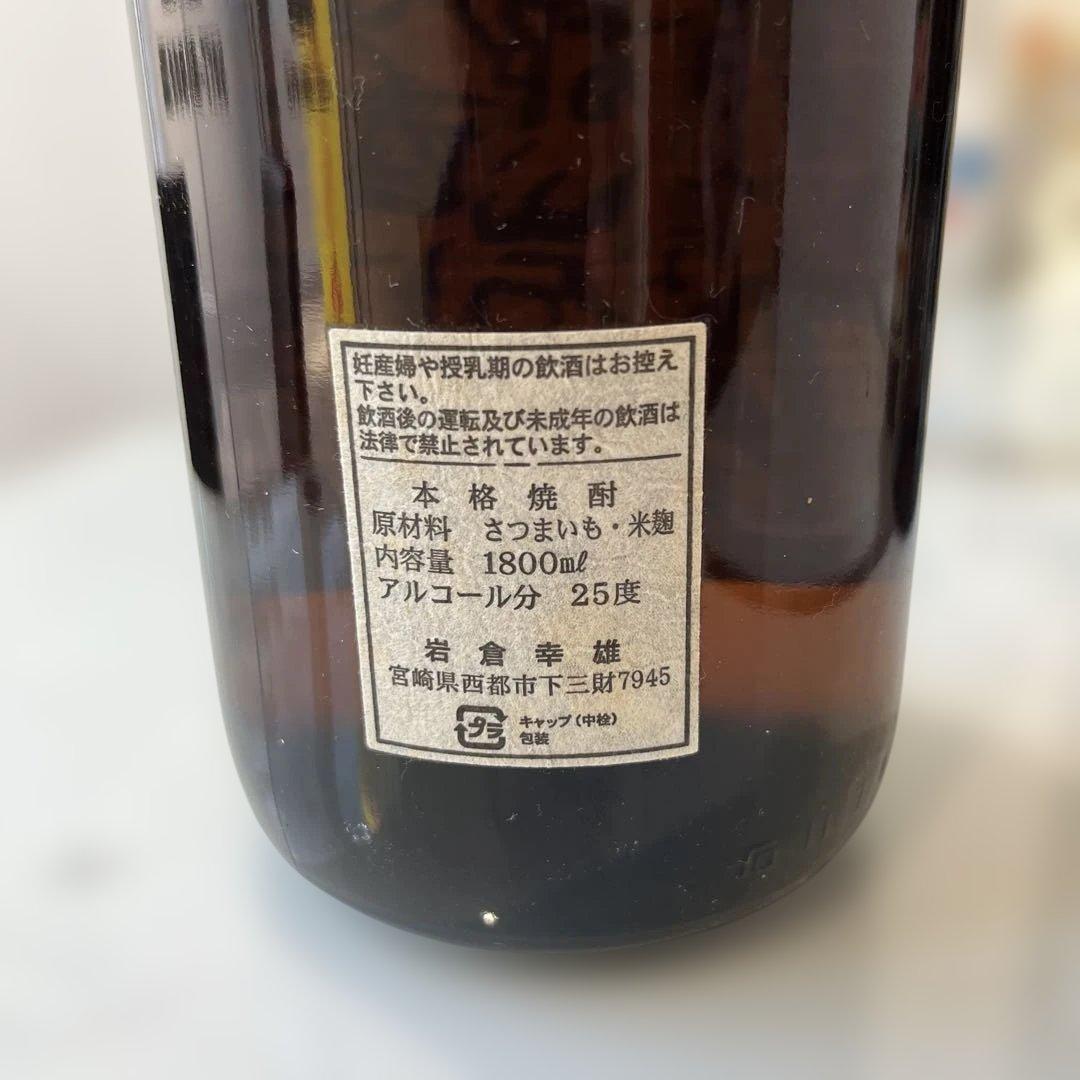 妊産婦や授乳期の飲酒はお控え
下さい。
飲酒後の運転及び未成年の飲酒は
法律で禁止されています。
本格焼酎
原材料 さつまいも・米麹
内容量 1800㎖
アルコール分 25度
岩倉幸雄
宮崎県西都市下三財7945
プラ キャップ(中栓)
包装